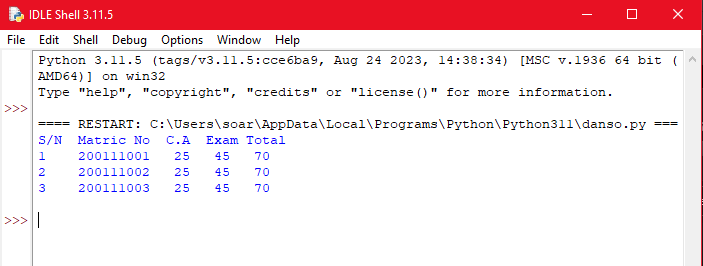 IDLE Shell 3.11.5
File Edit Shell Debug Options Window Help
Python 3.11.5 (tags/v3.11.5:cce6ba9, Aug 24 2023, 14:38:34) [MSC v.1936 64 bit (
AMD64)] on win32
Type "help", "copyright", "credits" or "license()" for more information.
>>>
==== RESTART: C:\Users\soar\AppData\Local\Programs\Python\Python311\danso.py ===
S/N Matric No C.A Exam Total
1 200111001 25 45 70
2 200111002 25 45 70
3 200111003 25 45 70
>>>